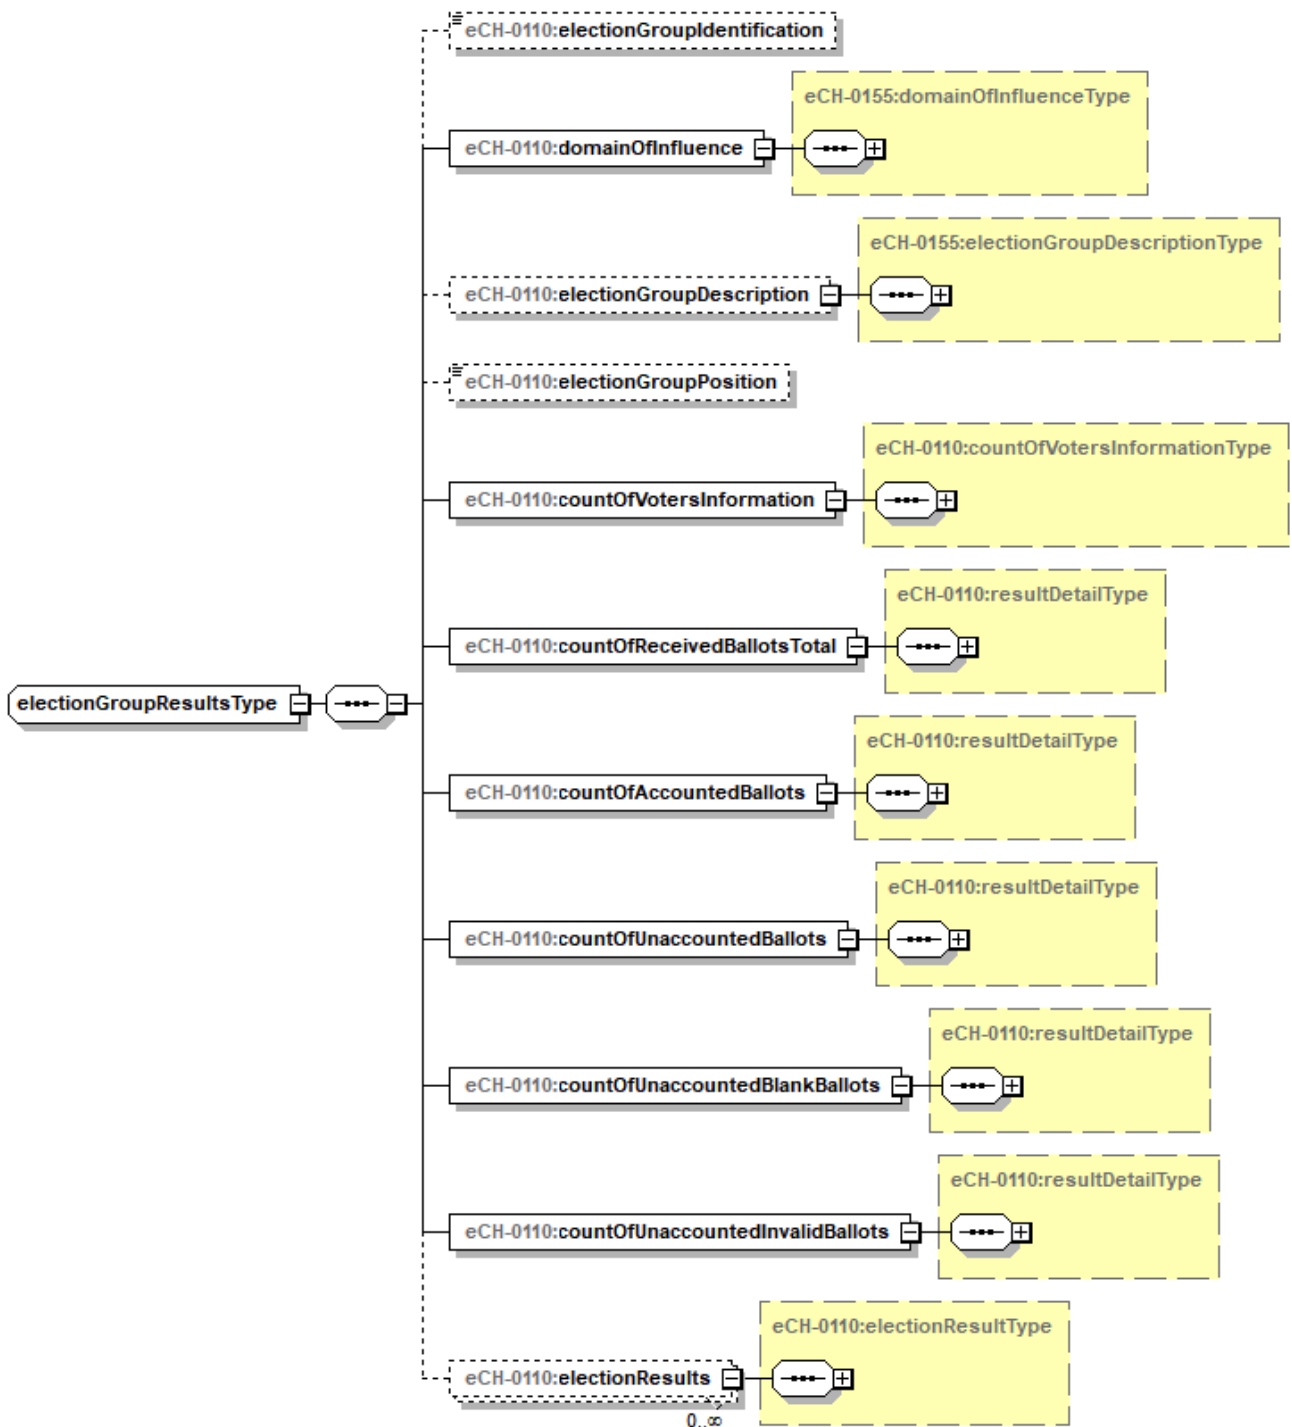 eCH-0110:electionGroupIdentification
eCH-0155:domainOfInfluenceType
eCH-0110:domainOfInfluence
eCH-0155:electionGroupDescriptionType
eCH-0110:electionGroupDescription
eCH-0110:electionGroupPosition
eCH-0110:countOfVotersInformationType
eCH-0110:countOfVotersInformation
eCH-0110:resultDetailType
eCH-0110:countOfReceivedBallotsTotal
electionGroupResultsType
eCH-0110:resultDetailType
eCH-0110:countOfAccountedBallots
eCH-0110:resultDetailType
eCH-0110:countOfUnaccountedBallots
eCH-0110:resultDetailType
eCH-0110:countOfUnaccountedBlankBallots
eCH-0110:resultDetailType
eCH-0110:countOfUnaccountedInvalidBallots
eCH-0110:electionResultType
eCH-0110:electionResults
0..∞